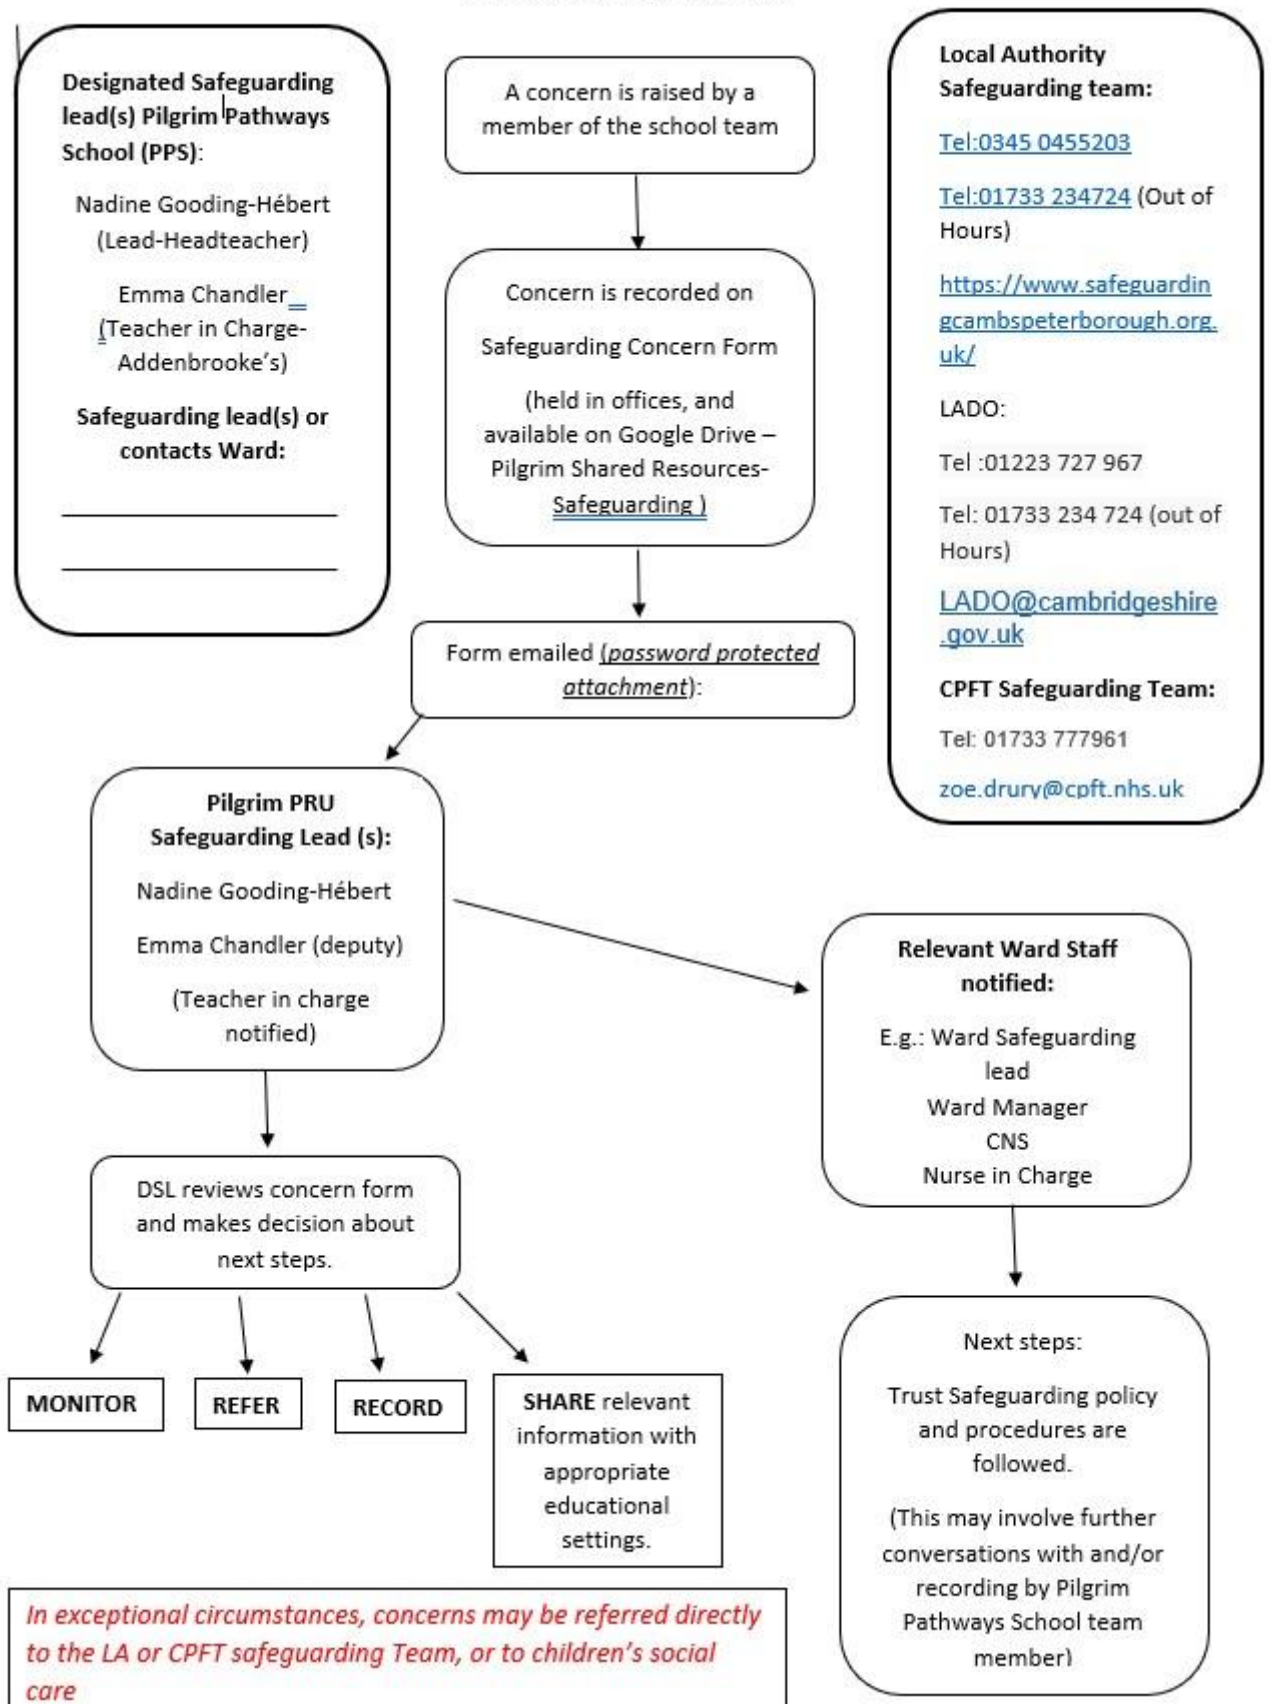 Designated Safeguarding
lead(s) Pilgrim Pathways
School (PPS):
Nadine Gooding-Hébert
(Lead-Headteacher)
Emma Chandler
(Teacher in Charge-
Addenbrooke's)
Safeguarding lead(s) or
contacts Ward:
A concern is raised by a
member of the school team
Concern is recorded on
Safeguarding Concern Form
(held in offices, and
available on Google Drive –
Pilgrim Shared Resources-
Safeguarding )
Form emailed (password protected
attachment):
Local Authority
Safeguarding team:
Tel:0345 0455203
Tel:01733 234724 (Out of
Hours)
https://www.safeguardin
gcambspeterborough.org.
uk/
LADO:
Tel :01223 727 967
Tel: 01733 234 724 (out of
Hours)
LADO@cambridgeshire
.gov.uk
CPFT Safeguarding Team:
Tel: 01733 777961
zoe.drury@cpft.nhs.uk
Pilgrim PRU
Safeguarding Lead (s):
Nadine Gooding-Hébert
Emma Chandler (deputy)
(Teacher in charge
notified)
Relevant Ward Staff
notified:
E.g.: Ward Safeguarding
lead
Ward Manager
CNS
Nurse in Charge
DSL reviews concern form
and makes decision about
next steps.
MONITOR
REFER
RECORD
SHARE relevant
information with
appropriate
educational
settings.
Next steps:
Trust Safeguarding policy
and procedures are
followed.
(This may involve further
conversations with and/or
recording by Pilgrim
Pathways School team
member)
In exceptional circumstances, concerns may be referred directly
to the LA or CPFT safeguarding Team, or to children's social
care